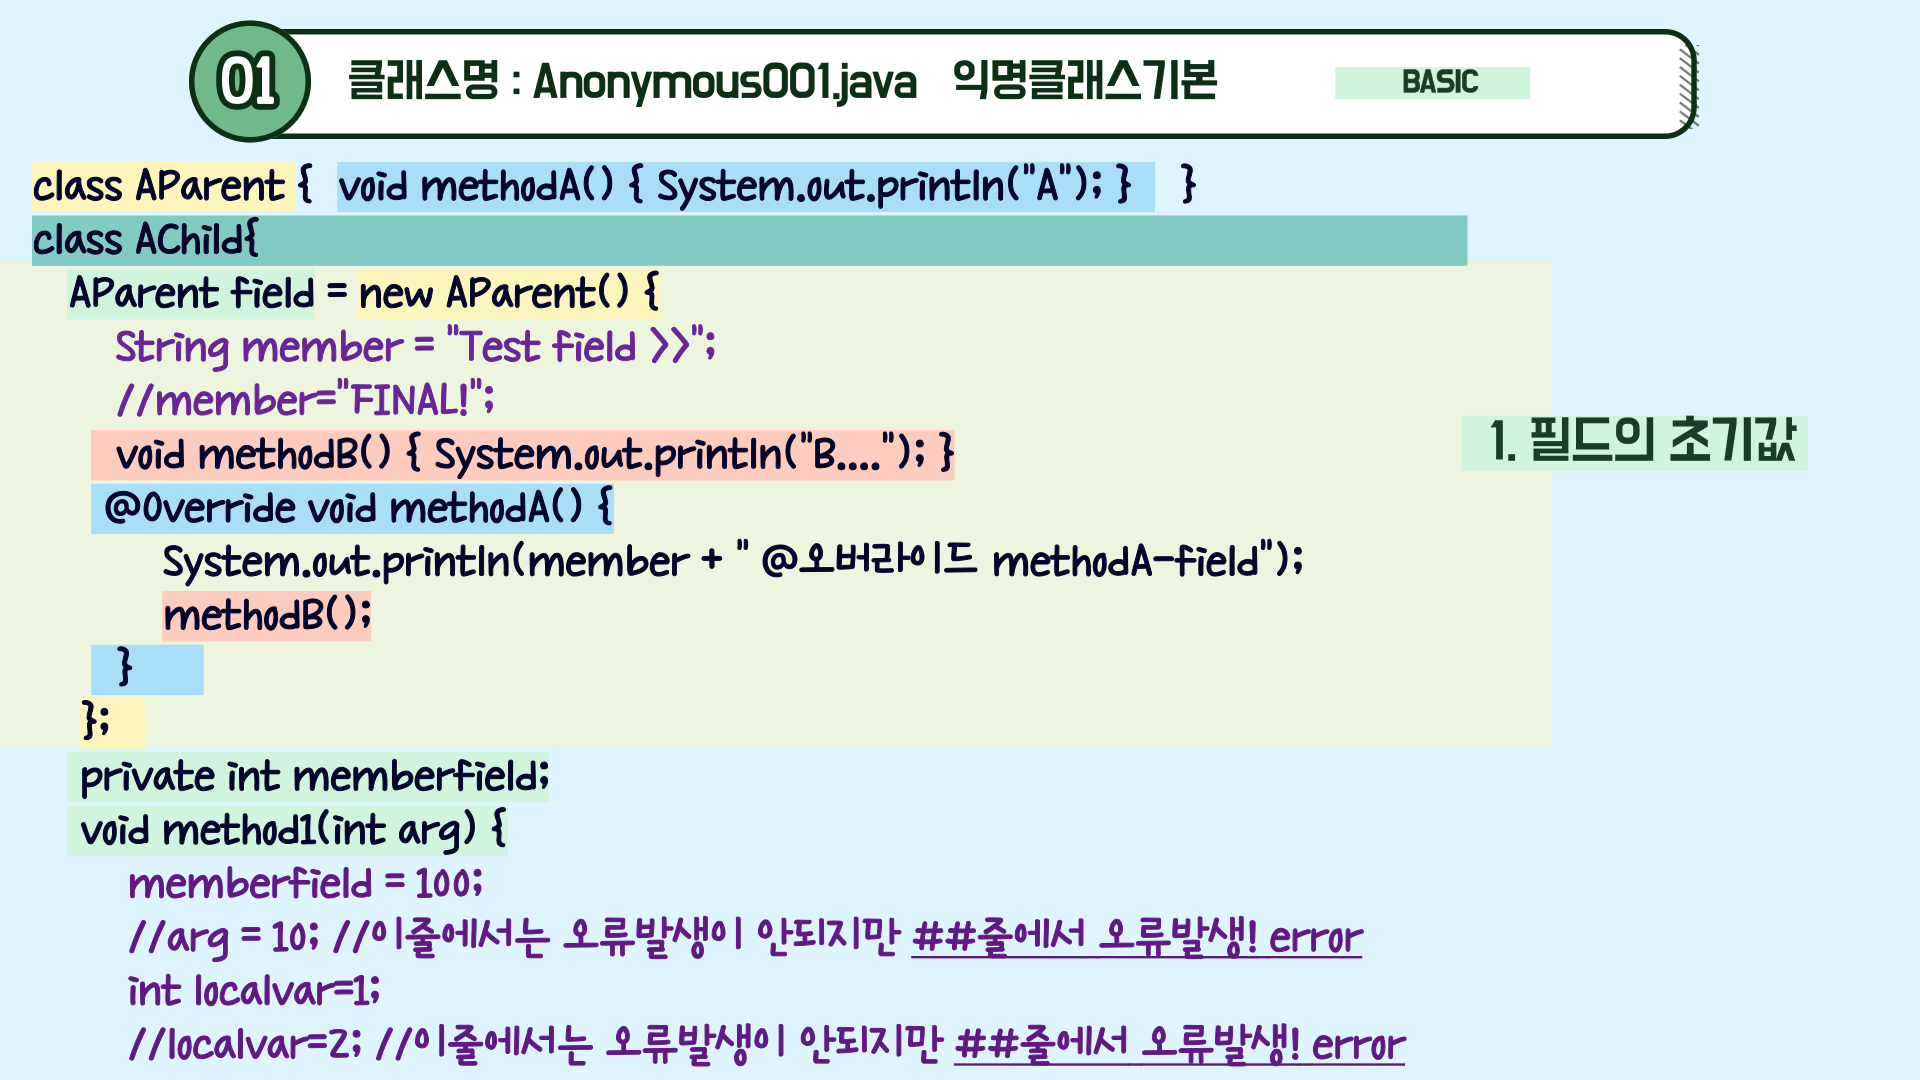 01 클래스명 : Anonymous001.java 익명클래스기본 BASIC
class AParent { void methodA() { System.out.println("A"); } }
class AChild{
AParent field = new AParent() {
String member = "Test field >>";
//member="FINAL!";
void methodB() { System.out.println("B...."); }
1. 필드의 초기값
@Override void methodA() {
System.out.println(member + " @오버라이드 methodA-field");
methodB();
}
};
private int memberfield;
void method1(int arg) {
memberfield = 100;
//arg = 10; //이줄에서는 오류발생이 안되지만 ##줄에서 오류발생! error
int localvar=1;
//localvar=2; //이줄에서는 오류발생이 안되지만 ##줄에서 오류발생! error